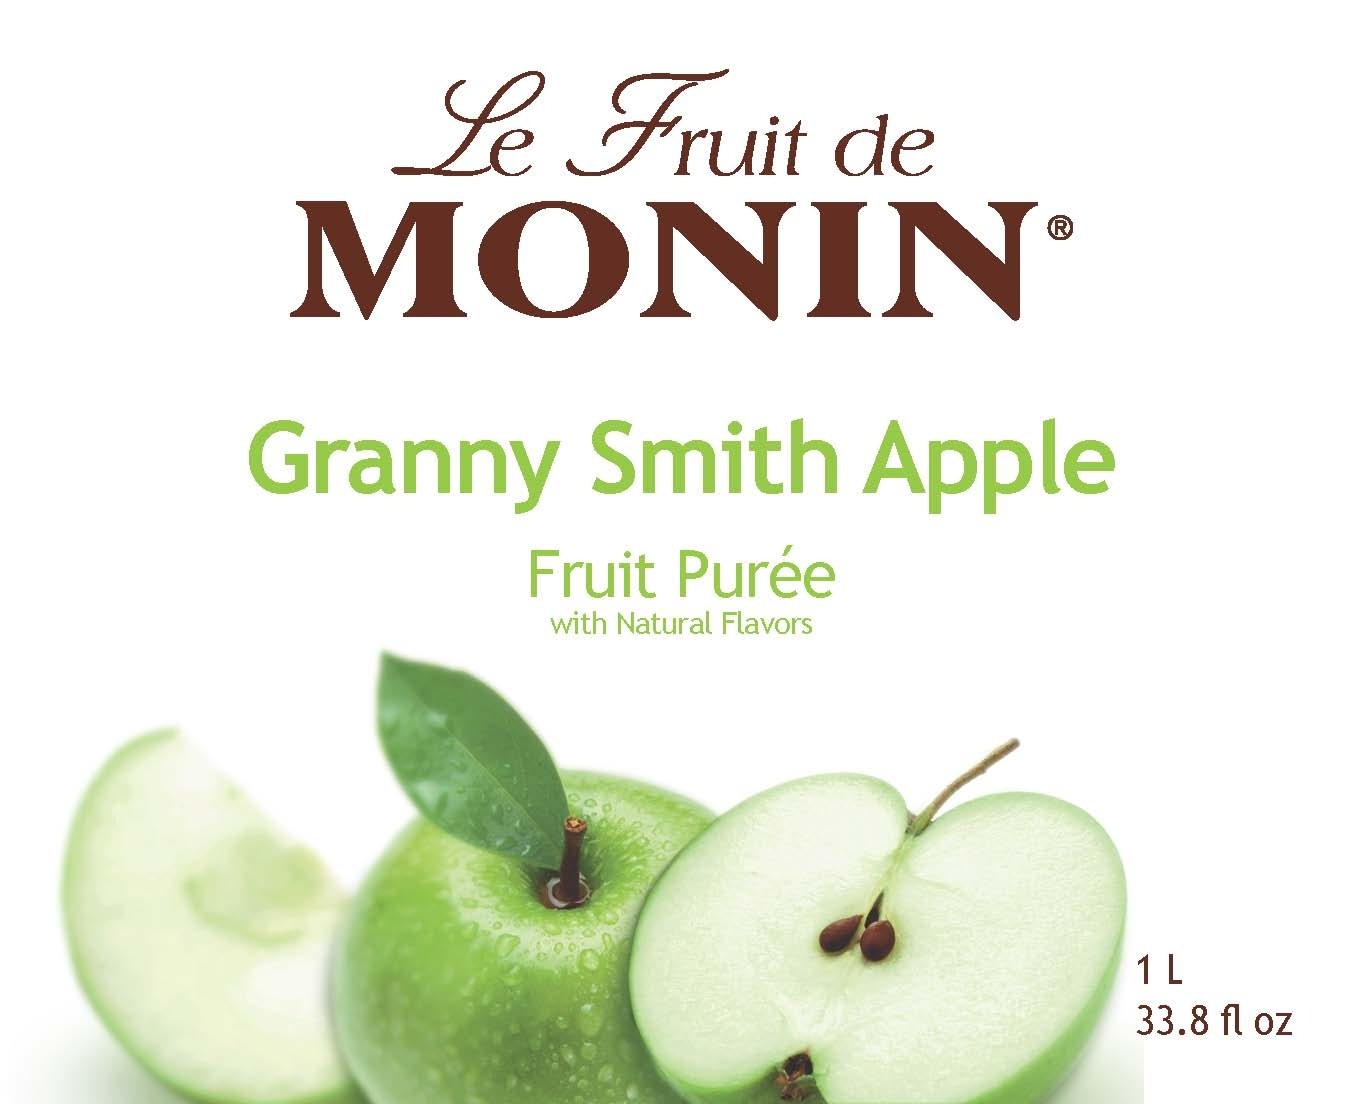 Le Fruit de
MONIN®
Granny Smith Apple
Fruit Purée
with Natural Flavors
1 L
33.8 fl oz